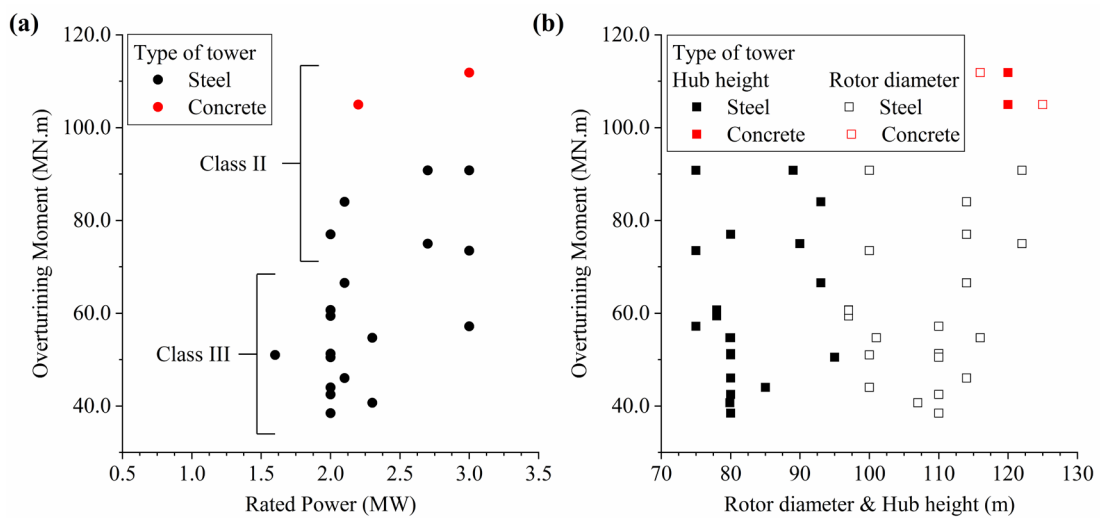 (a)
120.0
100.0
80.0
60.0
40.0
Overturining Moment (MN.m)
Type of tower
Steel
Concrete
Class II
Class III
0.5 1.0 1.5 2.0 2.5 3.0 3.5
Rated Power (MW)
(b)
120.0
100.0
80.0
60.0
40.0
Overturining Moment (MN.m)
Type of tower
Hub height Rotor diameter
Steel Steel
Concrete Concrete
70 80 90 100 110 120 130
Rotor diameter & Hub height (m)